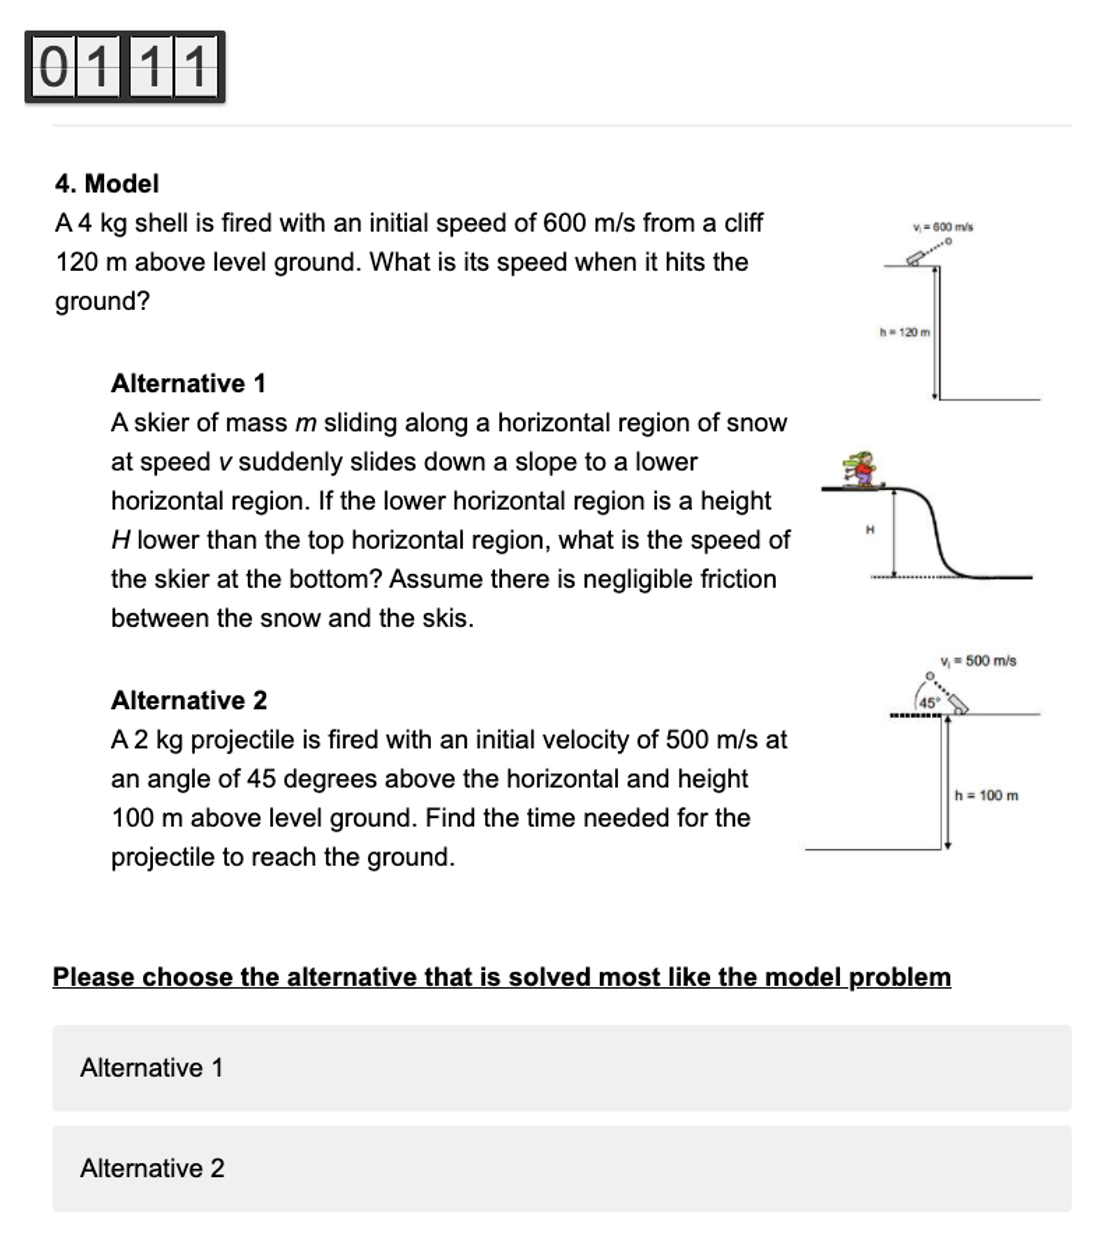 01 11
4. Model
A 4 kg shell is fired with an initial speed of 600 m/s from a cliff
120 m above level ground. What is its speed when it hits the
ground?
vᵢ = 600 m/s
h = 120 m
Alternative 1
A skier of mass m sliding along a horizontal region of snow
at speed v suddenly slides down a slope to a lower
horizontal region. If the lower horizontal region is a height
H lower than the top horizontal region, what is the speed of
the skier at the bottom? Assume there is negligible friction
between the snow and the skis.
H
Alternative 2
A 2 kg projectile is fired with an initial velocity of 500 m/s at
an angle of 45 degrees above the horizontal and height
100 m above level ground. Find the time needed for the
projectile to reach the ground.
vᵢ = 500 m/s
45°
h = 100 m
Please choose the alternative that is solved most like the model problem
Alternative 1
Alternative 2